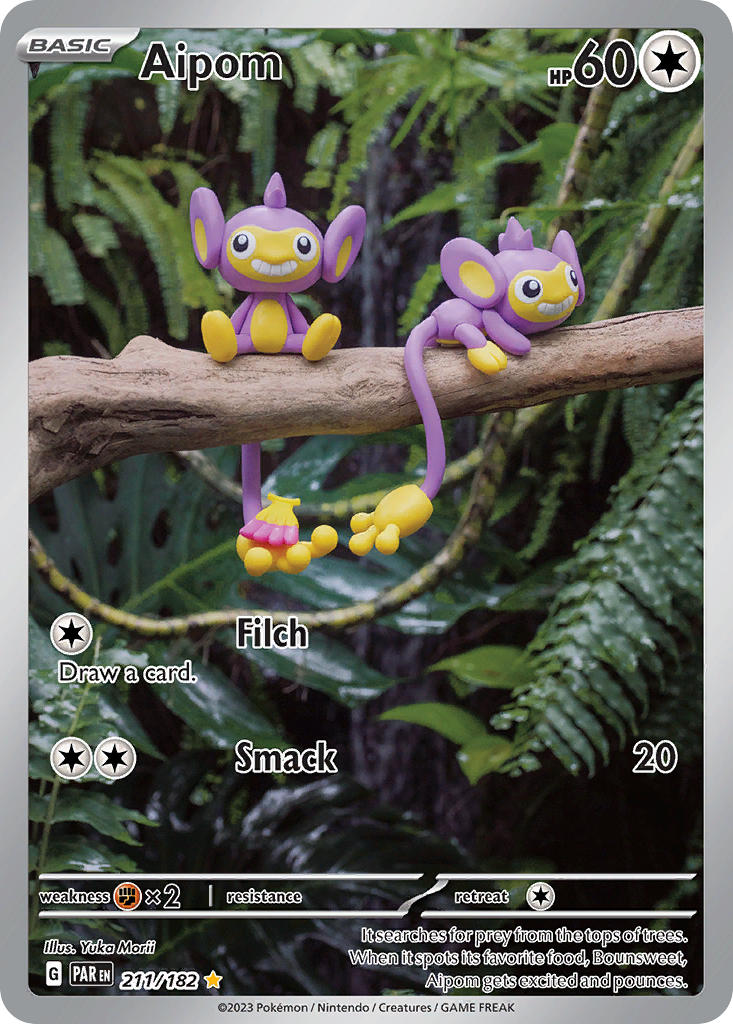 BASIC
Aipom
HP 60
Filch
Draw a card.
Smack 20
weakness ×2 resistance retreat
Illus. Yuka Morii
It searches for prey from the tops of trees.
When it spots its favorite food, Bounsweet,
Aipom gets excited and pounces.
G PAR EN 211/182
©2023 Pokémon / Nintendo / Creatures / GAME FREAK